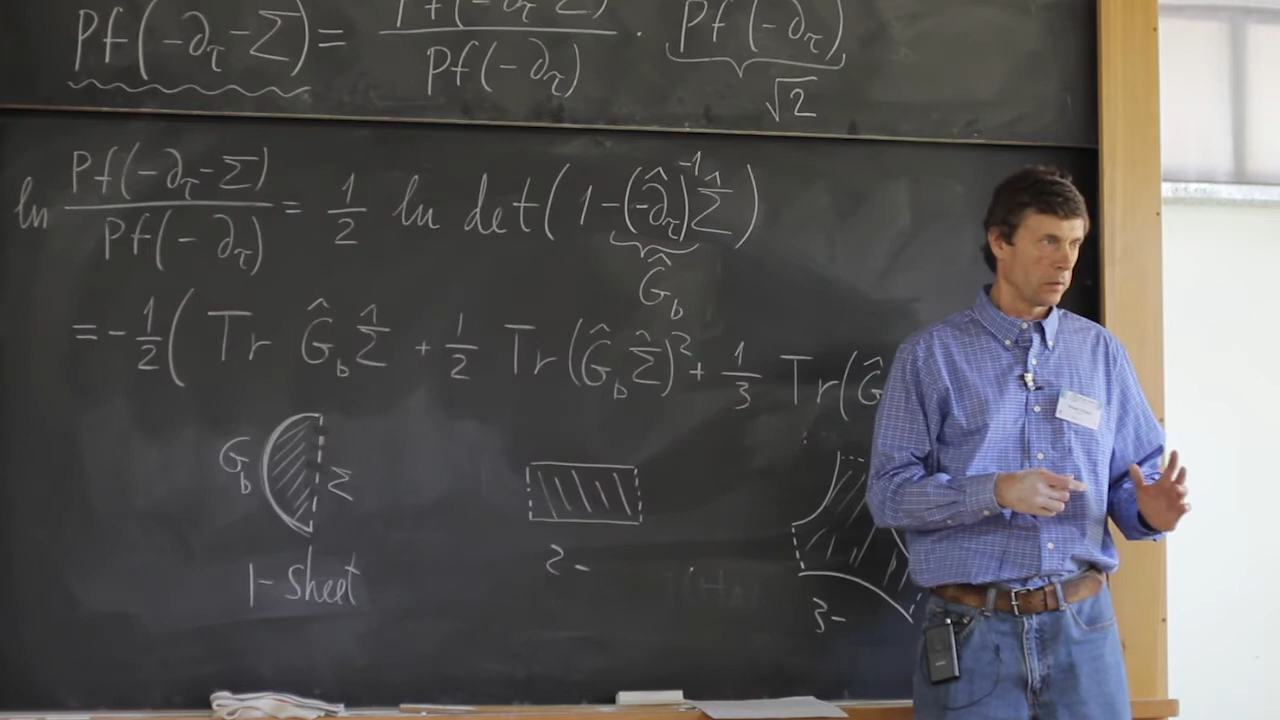 Pf(-∂τ-Σ) = Pf(-∂τ-Σ) / Pf(-∂τ) · Pf(-∂τ)
√2
ln Pf(-∂τ-Σ) / Pf(-∂τ) = 1/2 ln det(1-(-∂̂τ)⁻¹Σ̂)
Ĝb
= -1/2( Tr ĜbΣ̂ + 1/2 Tr(ĜbΣ̂)² + 1/3 Tr(Ĝ
Gb Σ
1-sheet
2-
3-